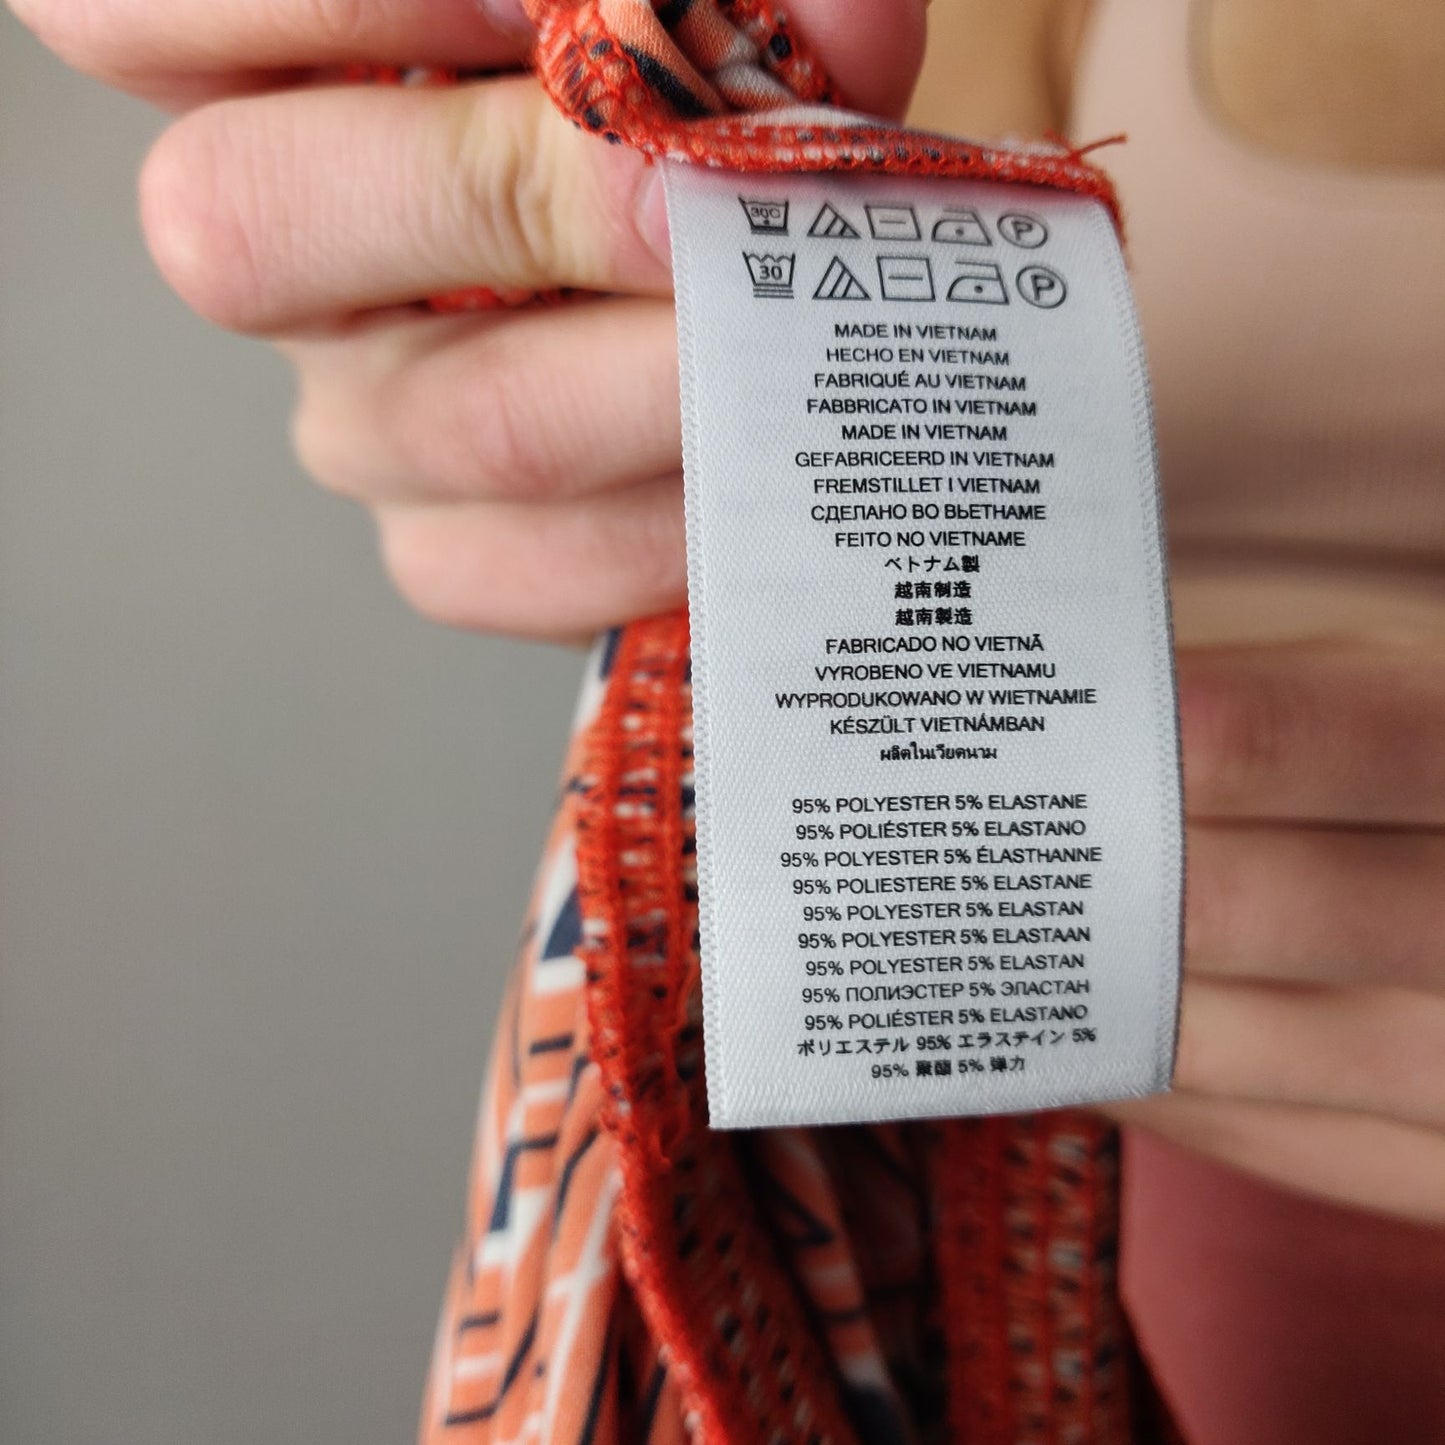 30C P
30 P
MADE IN VIETNAM
HECHO EN VIETNAM
FABRIQUÉ AU VIETNAM
FABBRICATO IN VIETNAM
MADE IN VIETNAM
GEFABRICEERD IN VIETNAM
FREMSTILLET I VIETNAM
СДЕЛАНО ВО ВЬЕТНАМЕ
FEITO NO VIETNAME
ベトナム製
越南制造
越南製造
FABRICADO NO VIETNÃ
VYROBENO VE VIETNAMU
WYPRODUKOWANO W WIETNAMIE
KÉSZÜLT VIETNÁMBAN
ผลิตในเวียดนาม
95% POLYESTER 5% ELASTANE
95% POLIÉSTER 5% ELASTANO
95% POLYESTER 5% ÉLASTHANNE
95% POLIESTERE 5% ELASTANE
95% POLYESTER 5% ELASTAN
95% POLYESTER 5% ELASTAAN
95% POLYESTER 5% ELASTAN
95% ПОЛИЭСТЕР 5% ЭЛАСТАН
95% POLIÉSTER 5% ELASTANO
ポリエステル 95% エラステイン 5%
95% 聚酯 5% 弹力